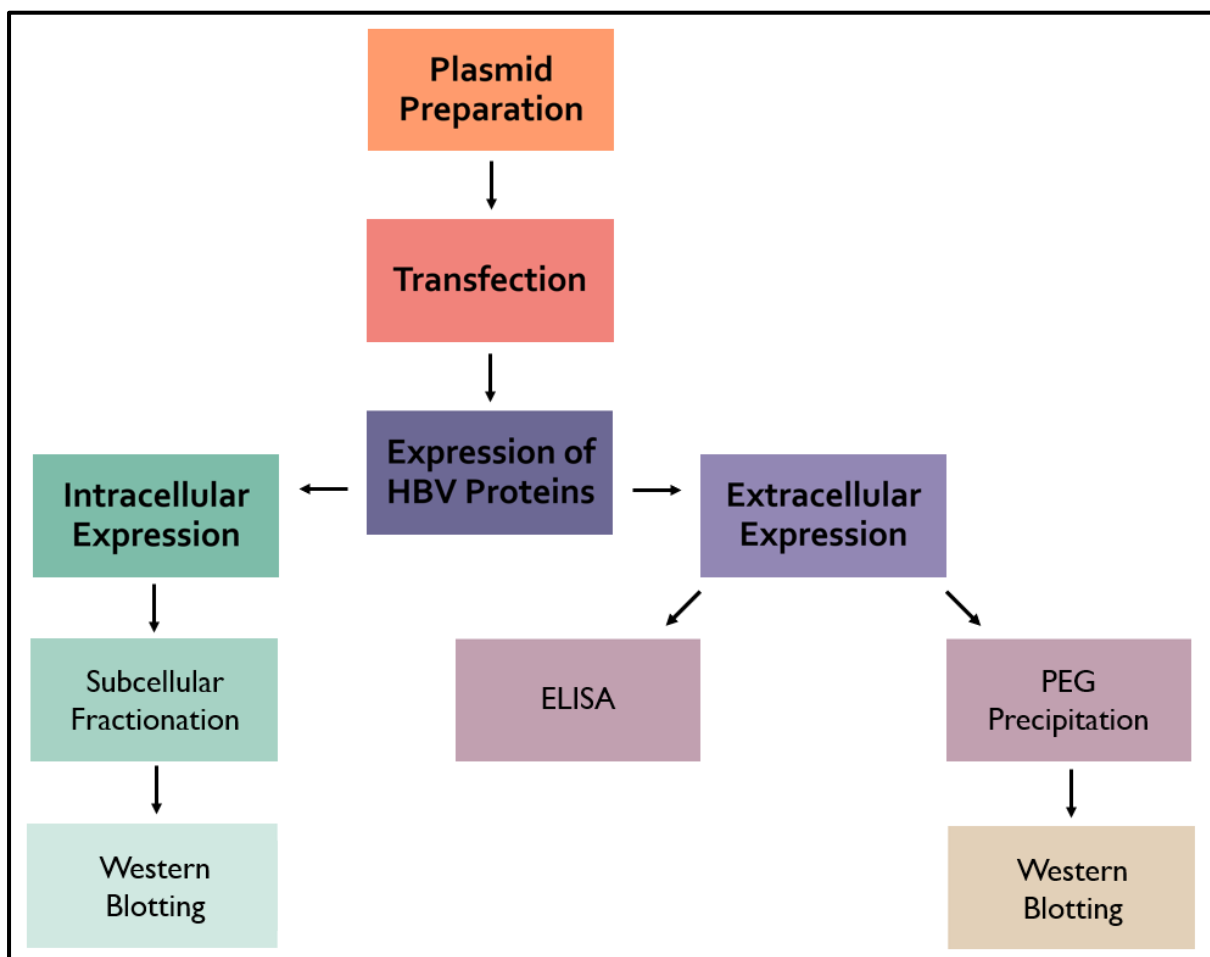 Plasmid
Preparation
Transfection
Expression of
HBV Proteins
Intracellular
Expression
Extracellular
Expression
Subcellular
Fractionation
ELISA
PEG
Precipitation
Western
Blotting
Western
Blotting